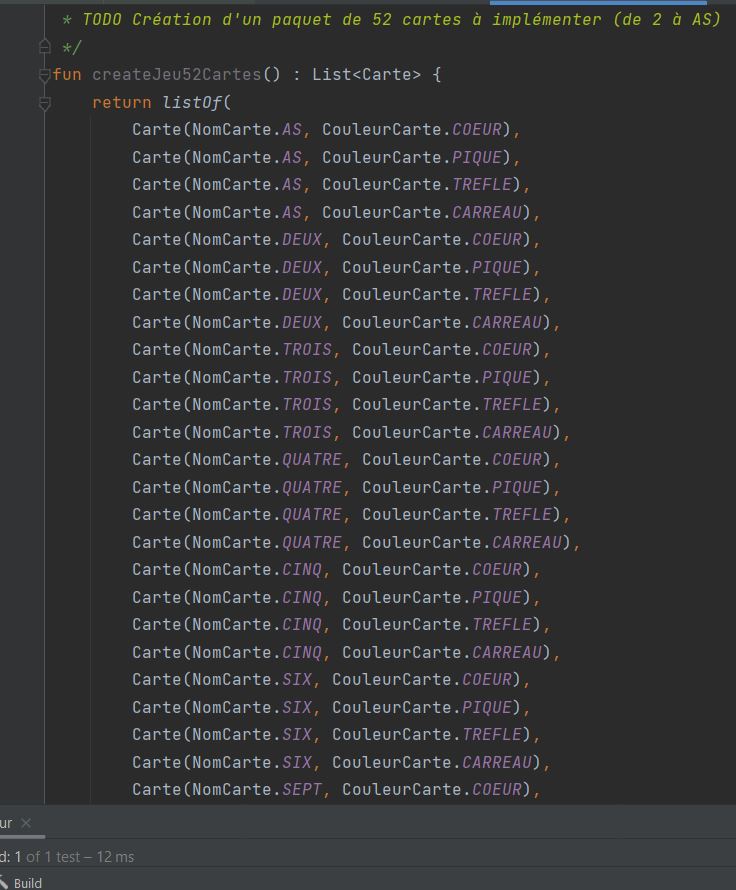 * TODO Création d'un paquet de 52 cartes à implémenter (de 2 à AS)
*/
fun createJeu52Cartes() : List<Carte> {
return listOf(
Carte(NomCarte.AS, CouleurCarte.COEUR),
Carte(NomCarte.AS, CouleurCarte.PIQUE),
Carte(NomCarte.AS, CouleurCarte.TREFLE),
Carte(NomCarte.AS, CouleurCarte.CARREAU),
Carte(NomCarte.DEUX, CouleurCarte.COEUR),
Carte(NomCarte.DEUX, CouleurCarte.PIQUE),
Carte(NomCarte.DEUX, CouleurCarte.TREFLE),
Carte(NomCarte.DEUX, CouleurCarte.CARREAU),
Carte(NomCarte.TROIS, CouleurCarte.COEUR),
Carte(NomCarte.TROIS, CouleurCarte.PIQUE),
Carte(NomCarte.TROIS, CouleurCarte.TREFLE),
Carte(NomCarte.TROIS, CouleurCarte.CARREAU),
Carte(NomCarte.QUATRE, CouleurCarte.COEUR),
Carte(NomCarte.QUATRE, CouleurCarte.PIQUE),
Carte(NomCarte.QUATRE, CouleurCarte.TREFLE),
Carte(NomCarte.QUATRE, CouleurCarte.CARREAU),
Carte(NomCarte.CINQ, CouleurCarte.COEUR),
Carte(NomCarte.CINQ, CouleurCarte.PIQUE),
Carte(NomCarte.CINQ, CouleurCarte.TREFLE),
Carte(NomCarte.CINQ, CouleurCarte.CARREAU),
Carte(NomCarte.SIX, CouleurCarte.COEUR),
Carte(NomCarte.SIX, CouleurCarte.PIQUE),
Carte(NomCarte.SIX, CouleurCarte.TREFLE),
Carte(NomCarte.SIX, CouleurCarte.CARREAU),
Carte(NomCarte.SEPT, CouleurCarte.COEUR),
ur ×
d: 1 of 1 test – 12 ms
Build